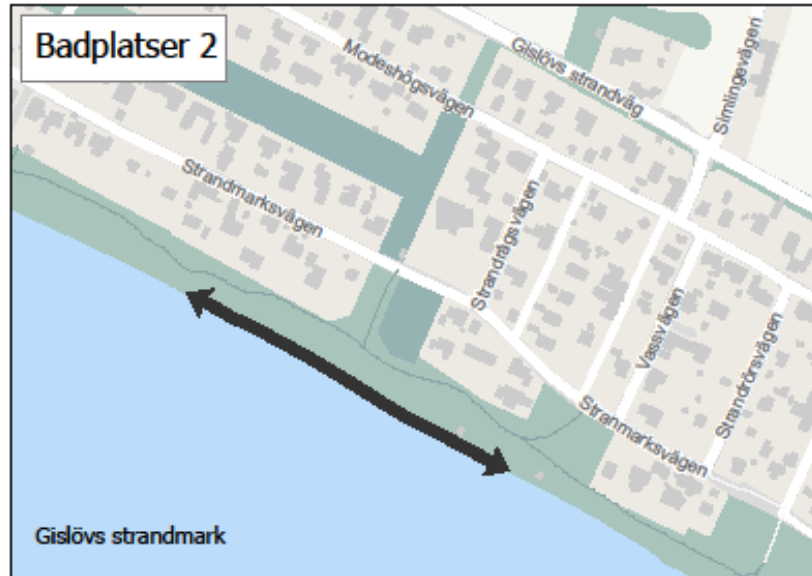 Badplatser 2
Modeshögsvägen
Gislövs strandväg
Simlingevägen
Strandmarksvägen
Strandrågsvägen
Vassvägen
Strandrörsvägen
Stranmarksvägen
Gislövs strandmark